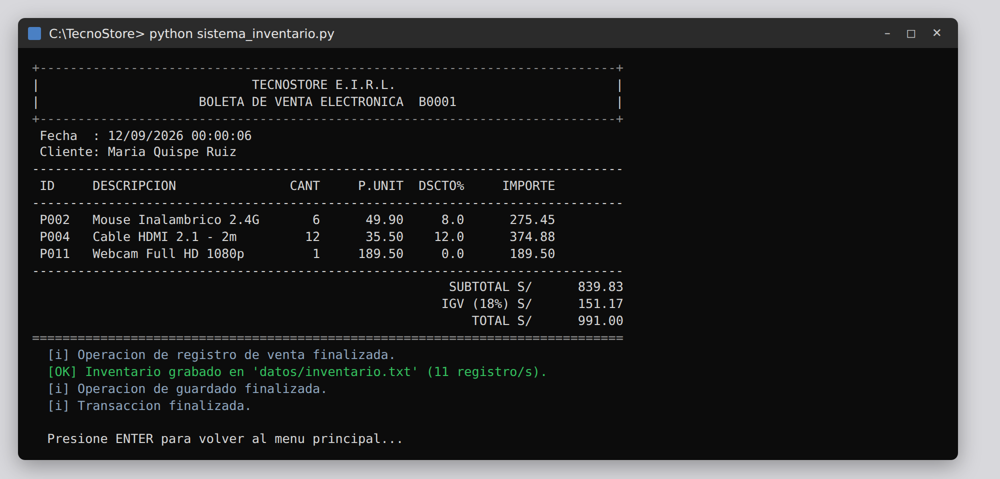 C:\TecnoStore> python sistema_inventario.py
+----------------------------------------------------------------------------+
|                            TECNOSTORE E.I.R.L.                             |
|                     BOLETA DE VENTA ELECTRONICA  B0001                     |
+----------------------------------------------------------------------------+
 Fecha  : 12/09/2026 00:00:06
 Cliente: Maria Quispe Ruiz
------------------------------------------------------------------------------
 ID     DESCRIPCION               CANT     P.UNIT  DSCTO%     IMPORTE
------------------------------------------------------------------------------
 P002   Mouse Inalambrico 2.4G       6      49.90     8.0      275.45
 P004   Cable HDMI 2.1 - 2m         12      35.50    12.0      374.88
 P011   Webcam Full HD 1080p         1     189.50     0.0      189.50
------------------------------------------------------------------------------
                                                       SUBTOTAL S/      839.83
                                                      IGV (18%) S/      151.17
                                                          TOTAL S/      991.00
==============================================================================
  [i] Operacion de registro de venta finalizada.
  [OK] Inventario grabado en 'datos/inventario.txt' (11 registro/s).
  [i] Operacion de guardado finalizada.
  [i] Transaccion finalizada.
  Presione ENTER para volver al menu principal...